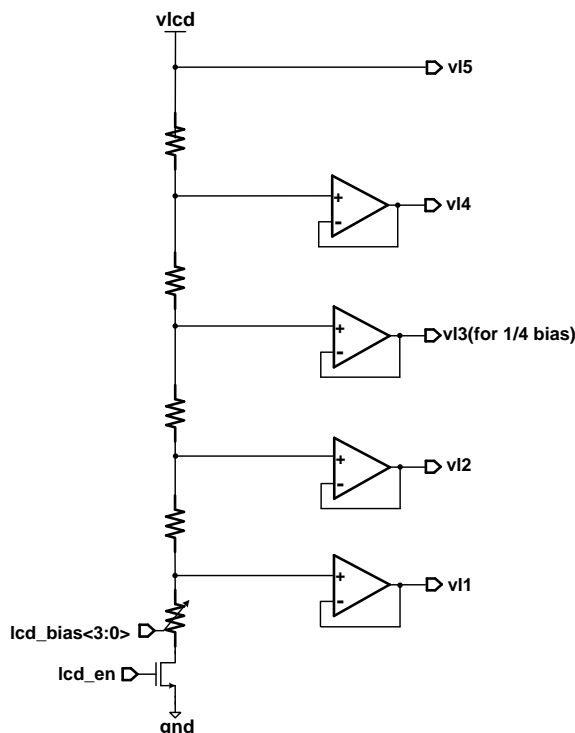 vlcd
vl5
+
-
vl4
+
-
vl3(for 1/4 bias)
+
-
vl2
+
-
vl1
lcd_bias<3:0>
lcd_en
gnd